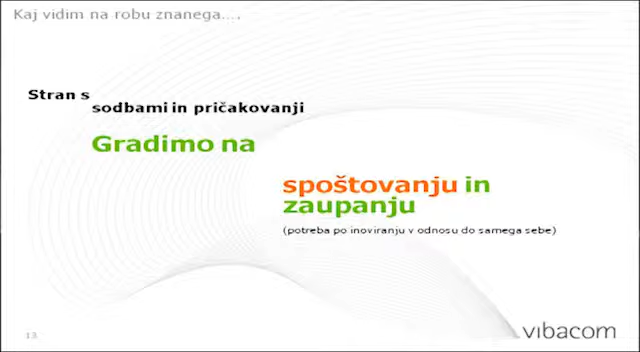 Kaj vidim na robu znanega....
Stran s
sodbami in pričakovanji
Gradimo na
spoštovanju in
zaupanju
(potreba po inoviranju v odnosu do samega sebe)
13
vibacom